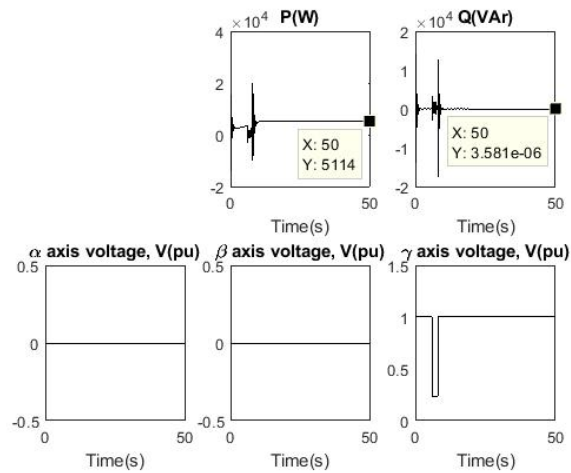 P(W)
×10⁴
4
2
0
-2
X: 50
Y: 5114
0
50
Time(s)
Q(VAr)
×10⁴
2
1
0
-1
-2
X: 50
Y: 3.581e-06
0
50
Time(s)
α axis voltage, V(pu)
0.5
0
-0.5
0
50
Time(s)
β axis voltage, V(pu)
0.5
0
-0.5
0
50
Time(s)
γ axis voltage, V(pu)
1.5
1
0.5
0
0
50
Time(s)